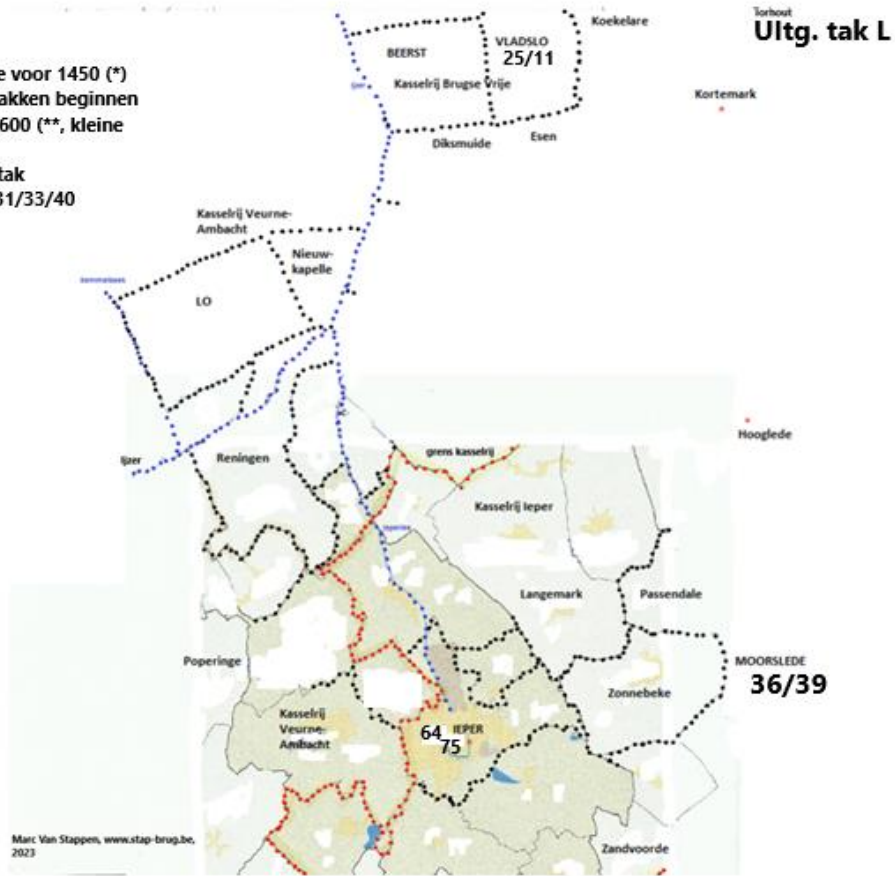 Torhout
Ultg. tak L
Koekelare
BEERST
VLADSLO
25/11
e voor 1450 (*)
akken beginnen
600 (**, kleine
Ijzer
Kasselrij Brugse Vrije
Kortemark
Diksmuide
Esen
tak
31/33/40
Kasselrij Veurne-
Ambacht
Nieuw-
kapelle
LO
Hooglede
Ijzer
Reningen
grens kasselrij
Kasselrij Ieper
Ieperlee
Langemark
Passendale
Poperinge
MOORSLEDE
36/39
Zonnebeke
Kasselrij
Veurne-
Ambacht
64
IEPER
75
Marc Van Stappen, www.stap-brug.be,
2023
Zandvoorde